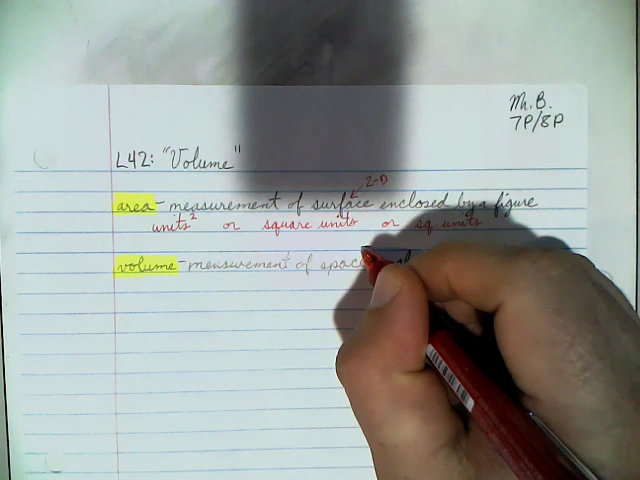 Mr. B.
7P/8P
L42: "Volume"
2-D
area - measurement of surface enclosed by a figure
units² or square units or sq. units
volume - measurement of space